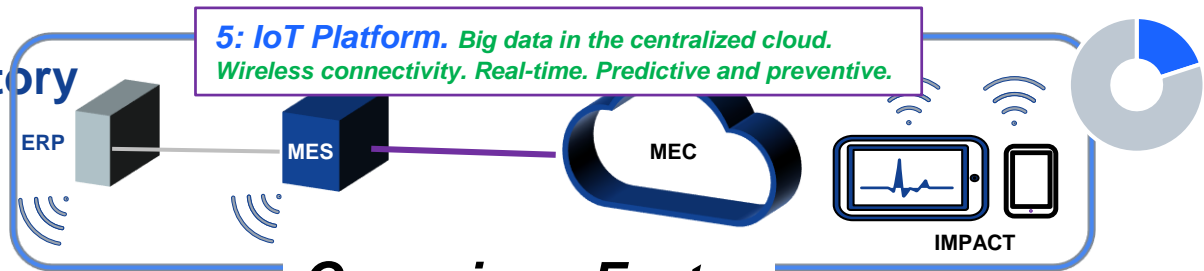 5: IoT Platform. Big data in the centralized cloud.
Wireless connectivity. Real-time. Predictive and preventive.
tory
ERP
MES
MEC
IMPACT